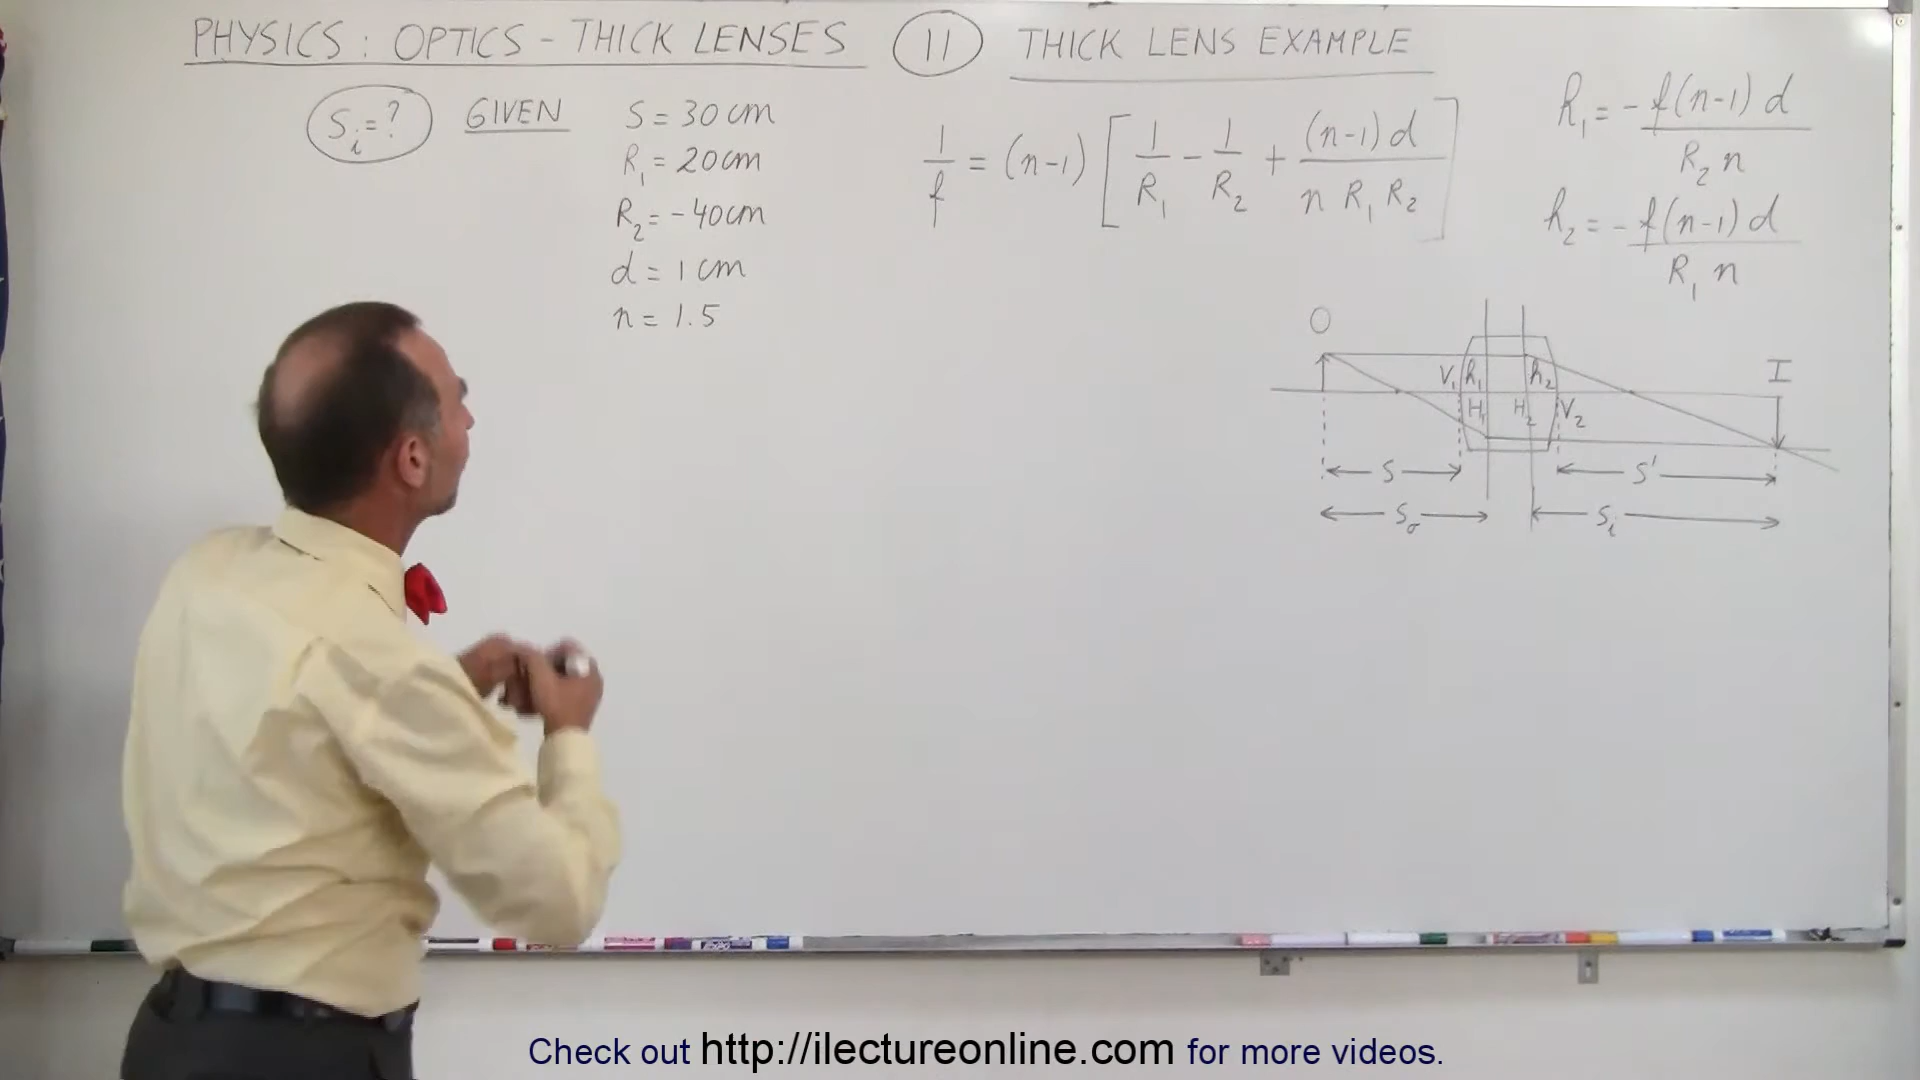 PHYSICS: OPTICS - THICK LENSES 11 THICK LENS EXAMPLE
Sᵢ = ? GIVEN S = 30 cm
R₁ = 20 cm
R₂ = -40 cm
d = 1 cm
n = 1.5
1/f = (n-1) [1/R₁ - 1/R₂ + (n-1) d / n R₁ R₂]
h₁ = - f(n-1) d / R₂ n
h₂ = - f(n-1) d / R₁ n
O
I
V₁ h₁ h₂
H₁ H₂ V₂
S S'
Sₒ Sᵢ
Check out http://ilectureonline.com for more videos.